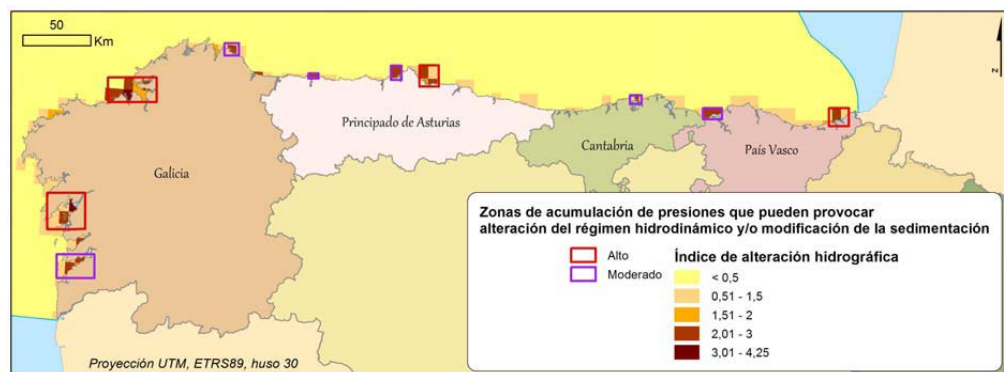 50
Km
z
Principado de Asturias
Cantabria
País Vasco
Galicia
Zonas de acumulación de presiones que pueden provocar
alteración del régimen hidrodinámico y/o modificación de la sedimentación
Alto
Moderado
Índice de alteración hidrográfica
< 0,5
0,51 - 1,5
1,51 - 2
2,01 - 3
3,01 - 4,25
Proyección UTM, ETRS89, huso 30